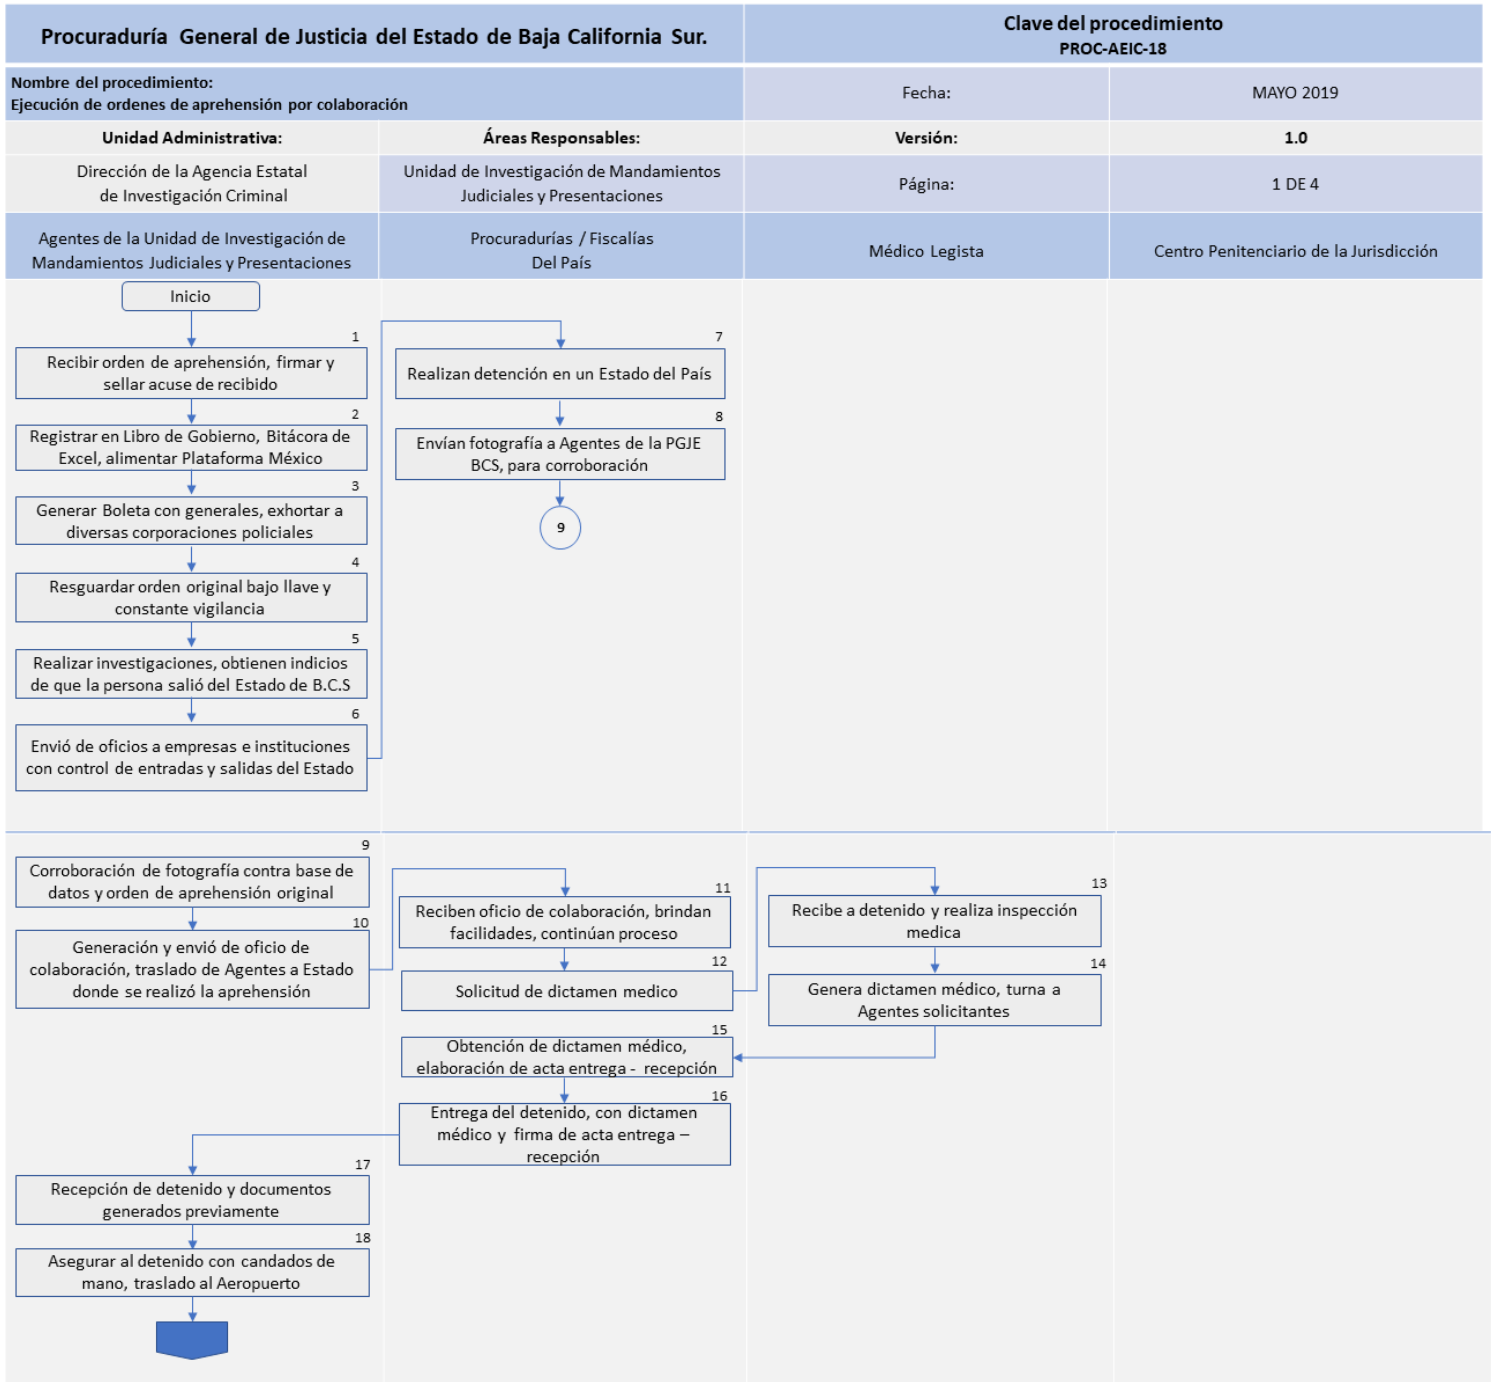 Procuraduría General de Justicia del Estado de Baja California Sur.
Clave del procedimiento
PROC-AEIC-18
Nombre del procedimiento:
Ejecución de ordenes de aprehensión por colaboración
Fecha:
MAYO 2019
Unidad Administrativa:
Áreas Responsables:
Versión:
1.0
Dirección de la Agencia Estatal
de Investigación Criminal
Unidad de Investigación de Mandamientos
Judiciales y Presentaciones
Página:
1 DE 4
Agentes de la Unidad de Investigación de
Mandamientos Judiciales y Presentaciones
Procuradurías / Fiscalías
Del País
Médico Legista
Centro Penitenciario de la Jurisdicción
Inicio
1
Recibir orden de aprehensión, firmar y
sellar acuse de recibido
2
Registrar en Libro de Gobierno, Bitácora de
Excel, alimentar Plataforma México
3
Generar Boleta con generales, exhortar a
diversas corporaciones policiales
4
Resguardar orden original bajo llave y
constante vigilancia
5
Realizar investigaciones, obtienen indicios
de que la persona salió del Estado de B.C.S
6
Envió de oficios a empresas e instituciones
con control de entradas y salidas del Estado
7
Realizan detención en un Estado del País
8
Envían fotografía a Agentes de la PGJE
BCS, para corroboración
9
9
Corroboración de fotografía contra base de
datos y orden de aprehensión original
10
Generación y envió de oficio de
colaboración, traslado de Agentes a Estado
donde se realizó la aprehensión
11
Reciben oficio de colaboración, brindan
facilidades, continúan proceso
12
Solicitud de dictamen medico
13
Recibe a detenido y realiza inspección
medica
14
Genera dictamen médico, turna a
Agentes solicitantes
15
Obtención de dictamen médico,
elaboración de acta entrega - recepción
16
Entrega del detenido, con dictamen
médico y firma de acta entrega –
recepción
17
Recepción de detenido y documentos
generados previamente
18
Asegurar al detenido con candados de
mano, traslado al Aeropuerto